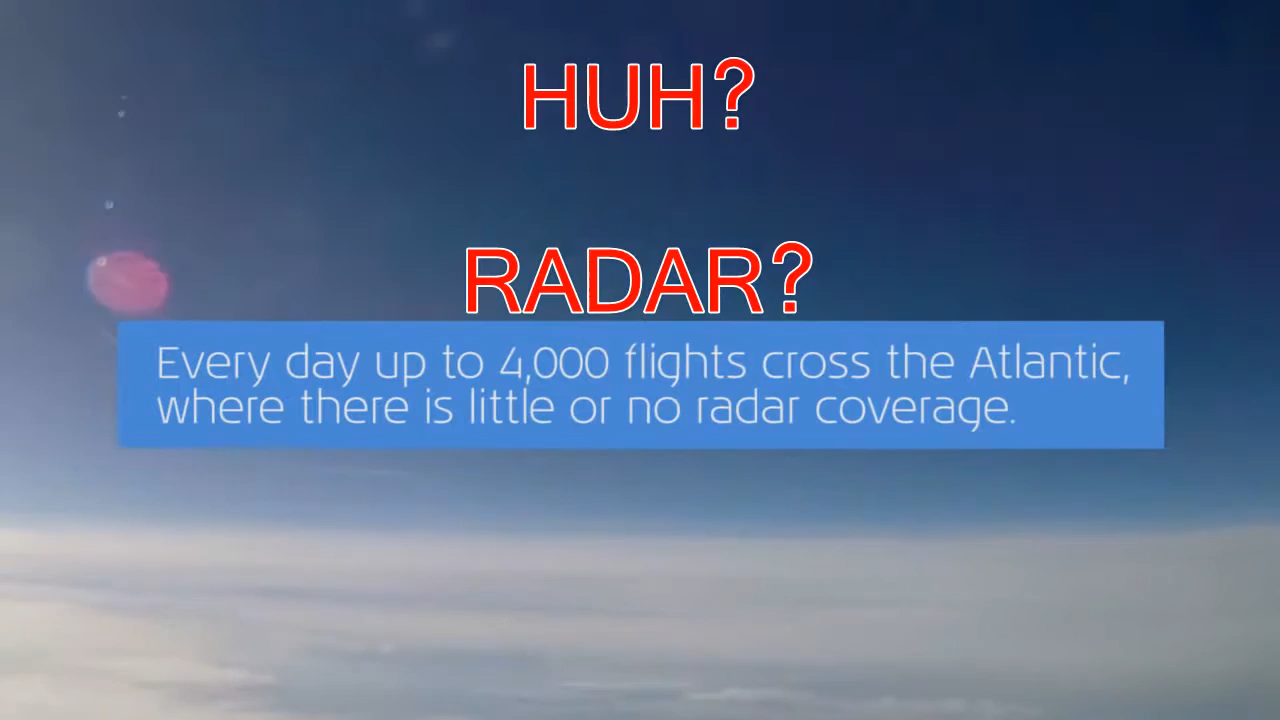 HUH?
RADAR?
Every day up to 4,000 flights cross the Atlantic,
where there is little or no radar coverage.